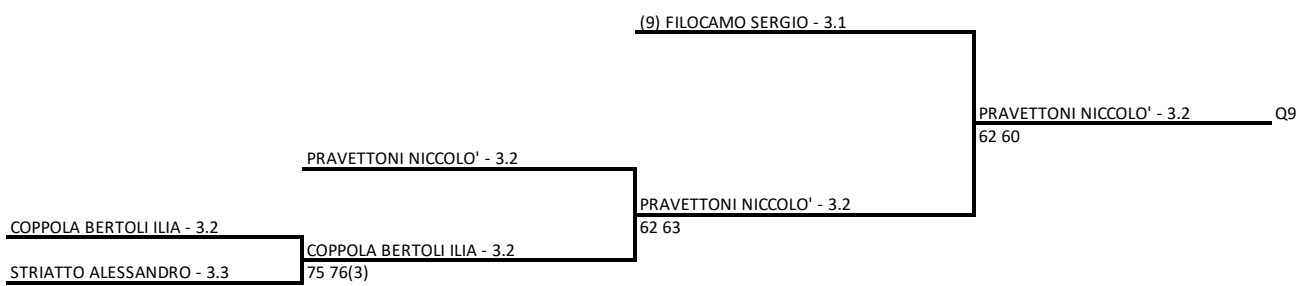 (9) FILOCAMO SERGIO - 3.1
PRAVETTONI NICCOLO' - 3.2
Q9
62 60
PRAVETTONI NICCOLO' - 3.2
PRAVETTONI NICCOLO' - 3.2
62 63
COPPOLA BERTOLI ILIA - 3.2
COPPOLA BERTOLI ILIA - 3.2
75 76(3)
STRIATTO ALESSANDRO - 3.3